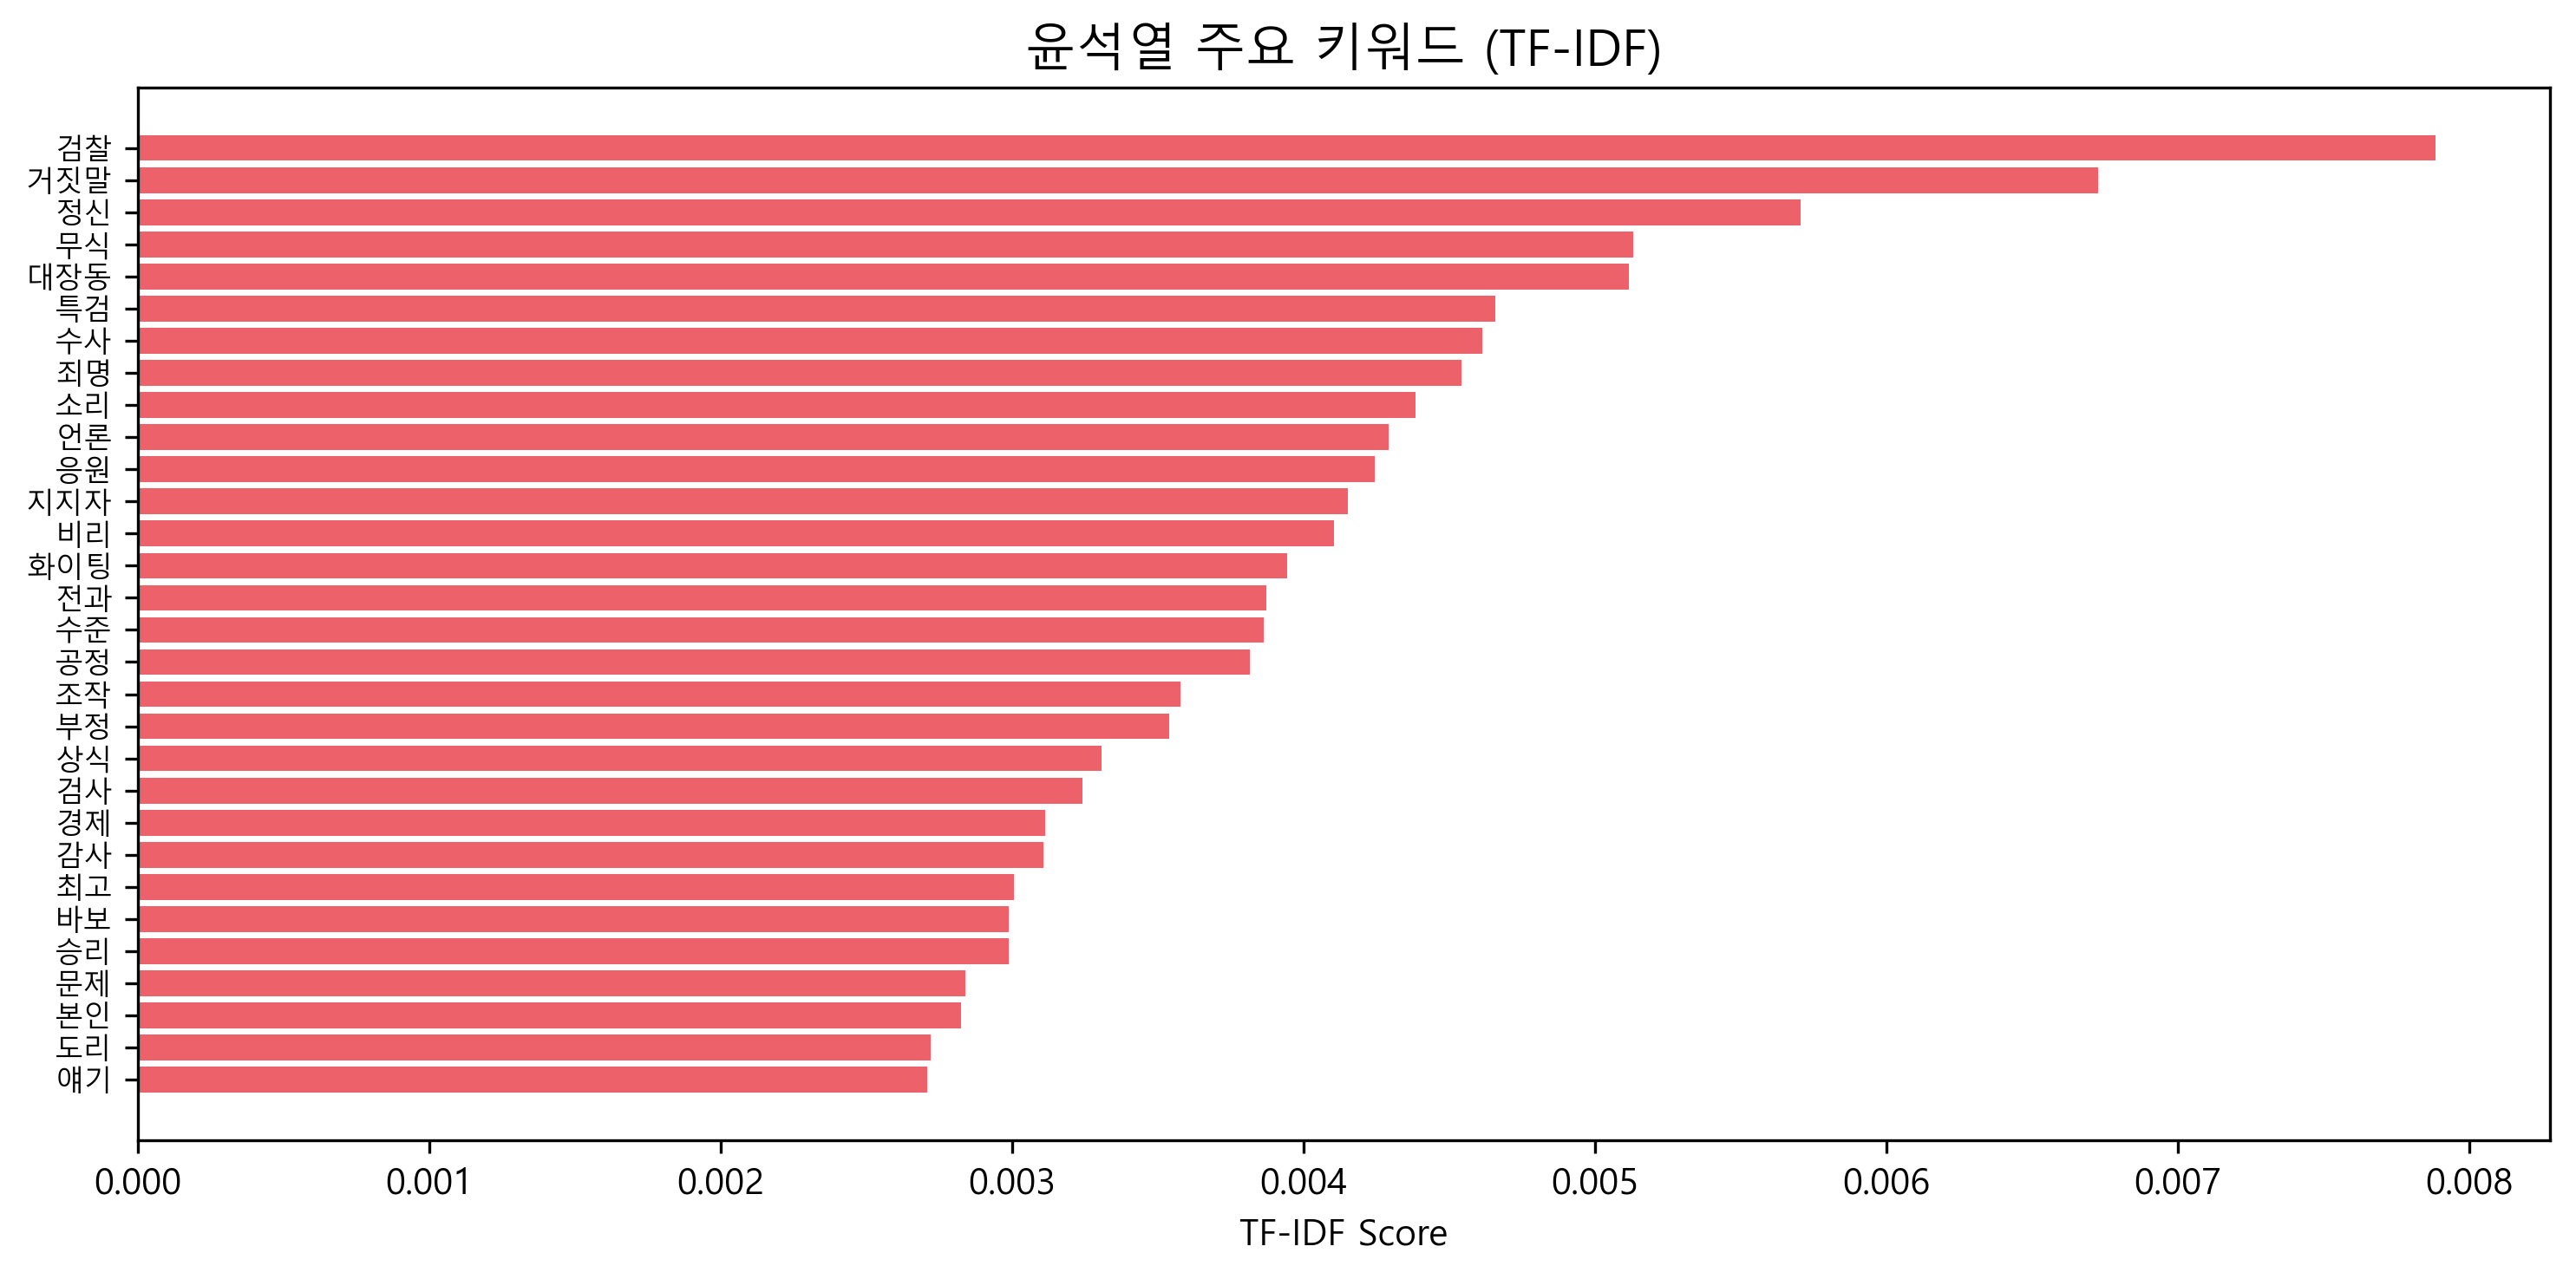 윤석열 주요 키워드 (TF-IDF)
검찰
거짓말
정신
무식
대장동
특검
수사
죄명
소리
언론
응원
지지자
비리
화이팅
전과
수준
공정
조작
부정
상식
검사
경제
감사
최고
바보
승리
문제
본인
도리
얘기
0.000 0.001 0.002 0.003 0.004 0.005 0.006 0.007 0.008
TF-IDF Score